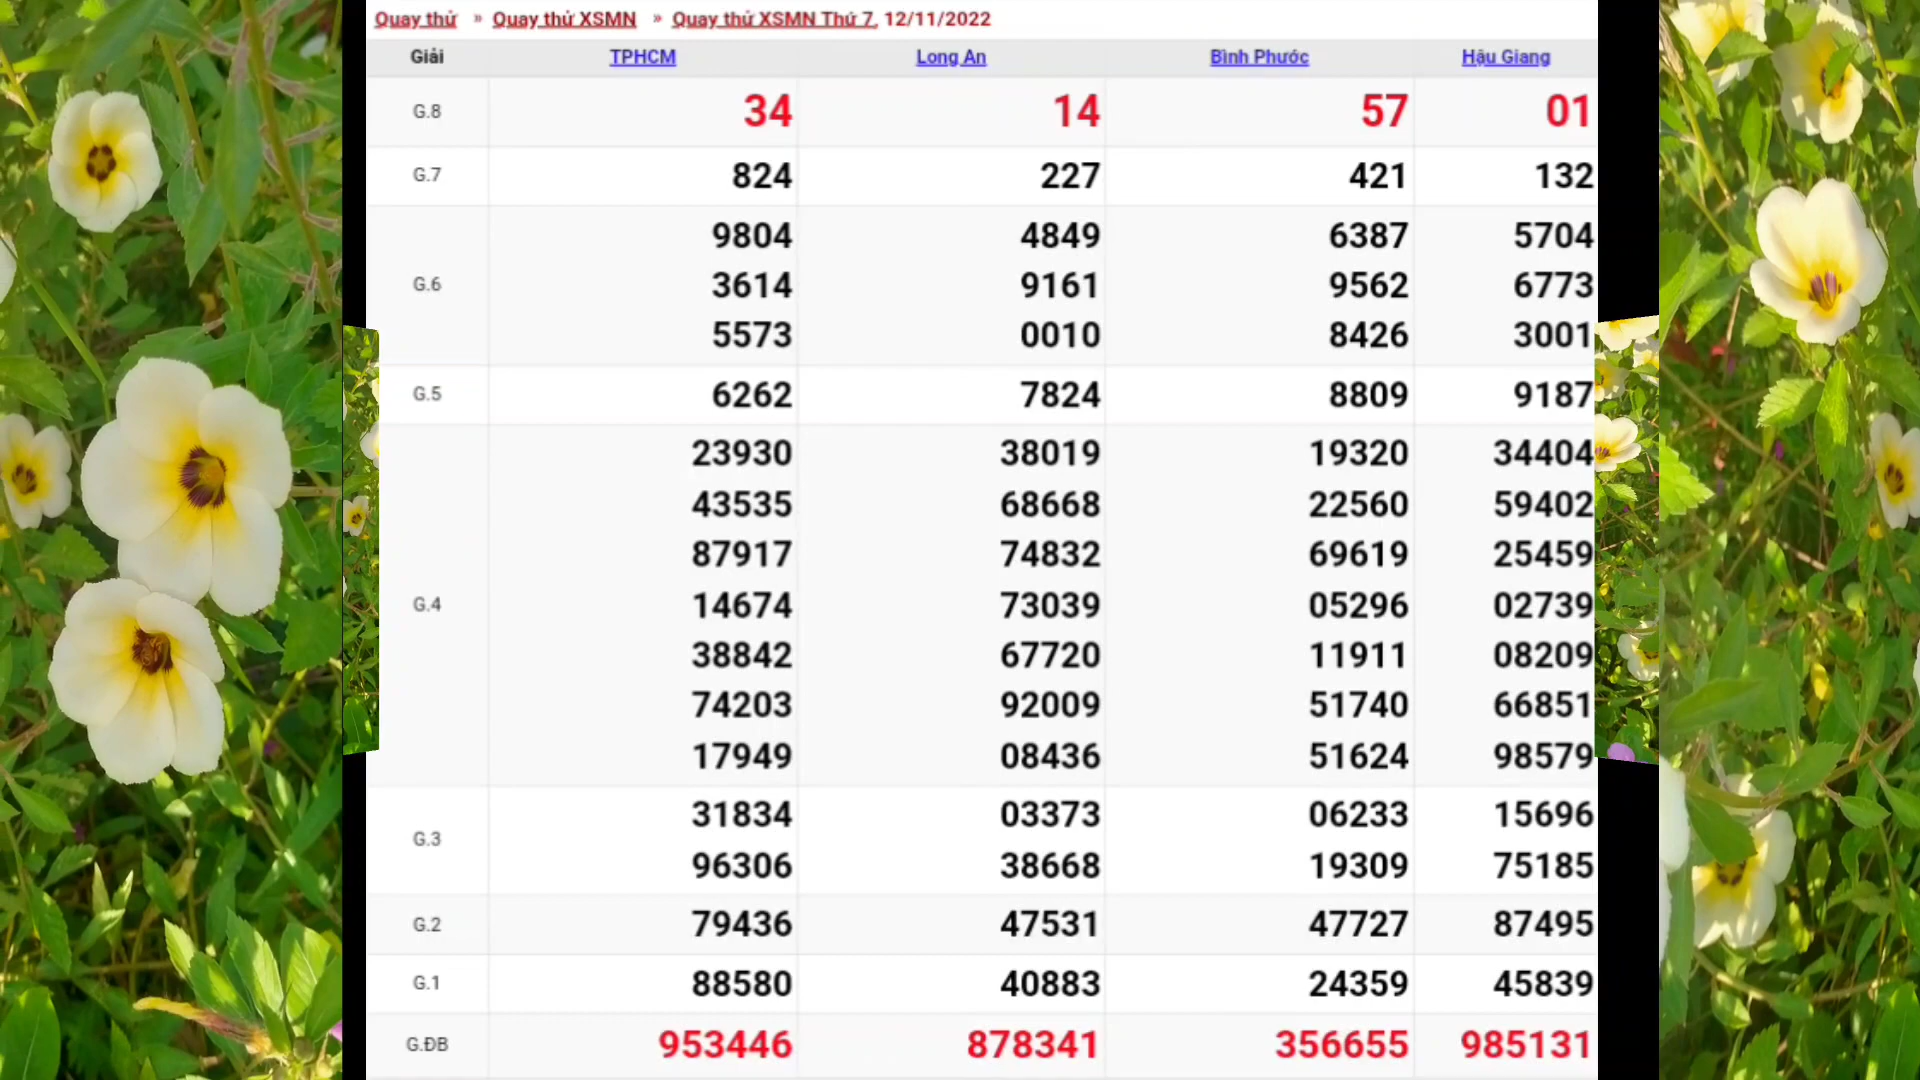 Quay thử » Quay thử XSMN » Quay thử XSMN Thứ 7, 12/11/2022
Giải TPHCM Long An Bình Phước Hậu Giang
G.8 34 14 57 01
G.7 824 227 421 132
9804 4849 6387 5704
G.6 3614 9161 9562 6773
5573 0010 8426 3001
G.5 6262 7824 8809 9187
23930 38019 19320 34404
43535 68668 22560 59402
87917 74832 69619 25459
G.4 14674 73039 05296 02739
38842 67720 11911 08209
74203 92009 51740 66851
17949 08436 51624 98579
31834 03373 06233 15696
G.3
96306 38668 19309 75185
G.2 79436 47531 47727 87495
G.1 88580 40883 24359 45839
G.ĐB 953446 878341 356655 985131